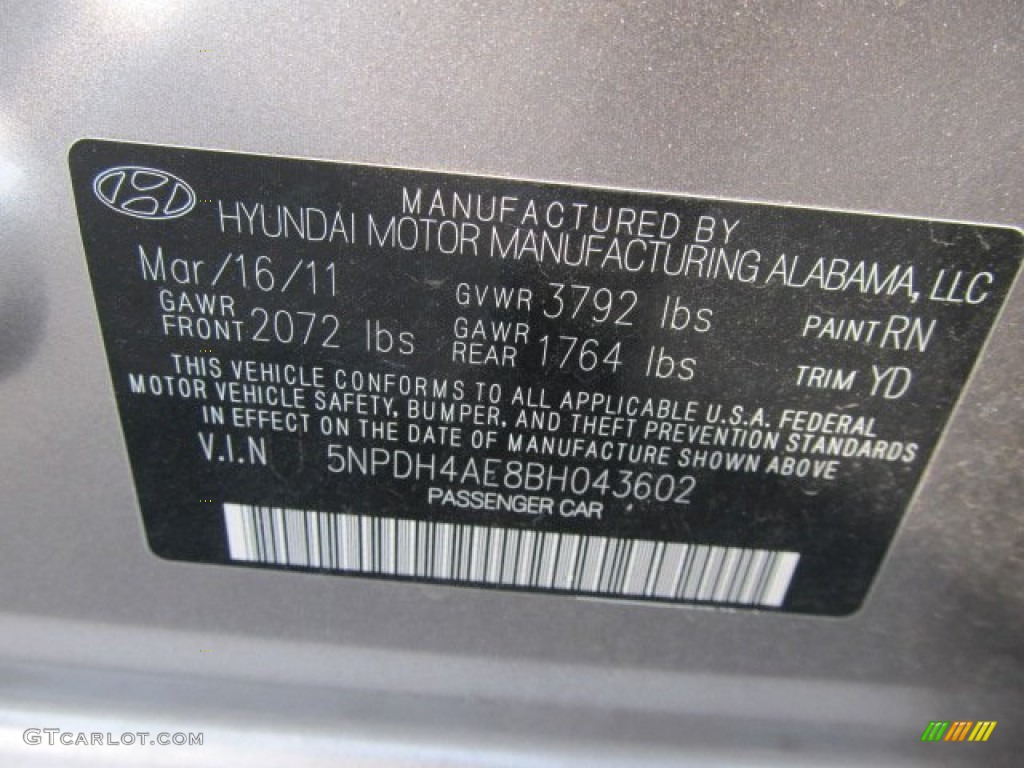 MANUFACTURED BY
HYUNDAI MOTOR MANUFACTURING ALABAMA, LLC
Mar/16/11 GVWR 3792 lbs PAINT RN
GAWR FRONT 2072 lbs GAWR REAR 1764 lbs TRIM YD
THIS VEHICLE CONFORMS TO ALL APPLICABLE U.S.A. FEDERAL
MOTOR VEHICLE SAFETY, BUMPER, AND THEFT PREVENTION STANDARDS
IN EFFECT ON THE DATE OF MANUFACTURE SHOWN ABOVE
V.I.N 5NPDH4AE8BH043602
PASSENGER CAR
GTCARLOT.COM